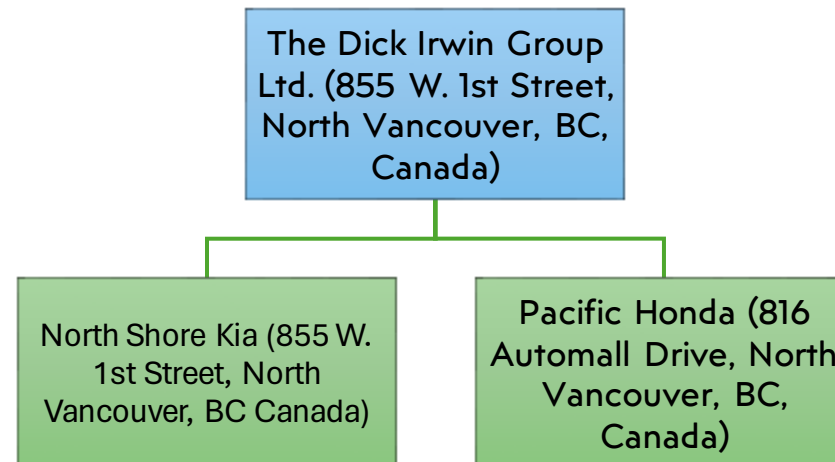 The Dick Irwin Group
Ltd. (855 W. 1st Street,
North Vancouver, BC,
Canada)
North Shore Kia (855 W.
1st Street, North
Vancouver, BC Canada)
Pacific Honda (816
Automall Drive, North
Vancouver, BC,
Canada)